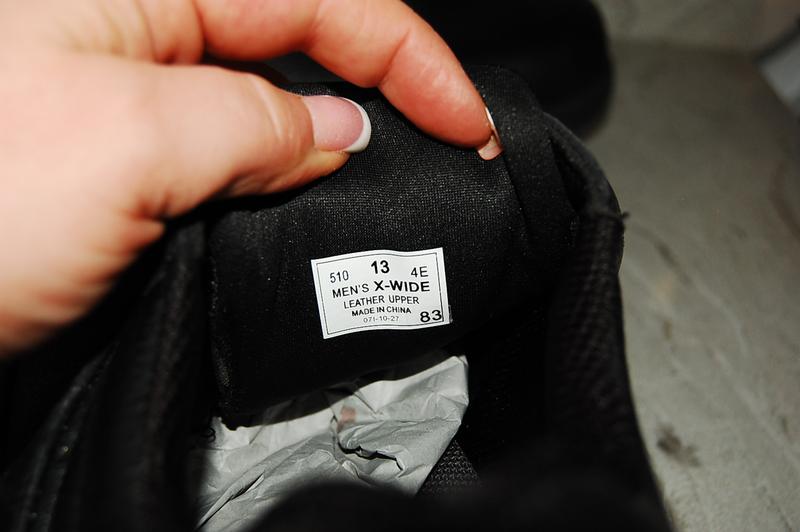 510 13 4E
MEN'S X-WIDE
LEATHER UPPER
MADE IN CHINA
071-10-27 83